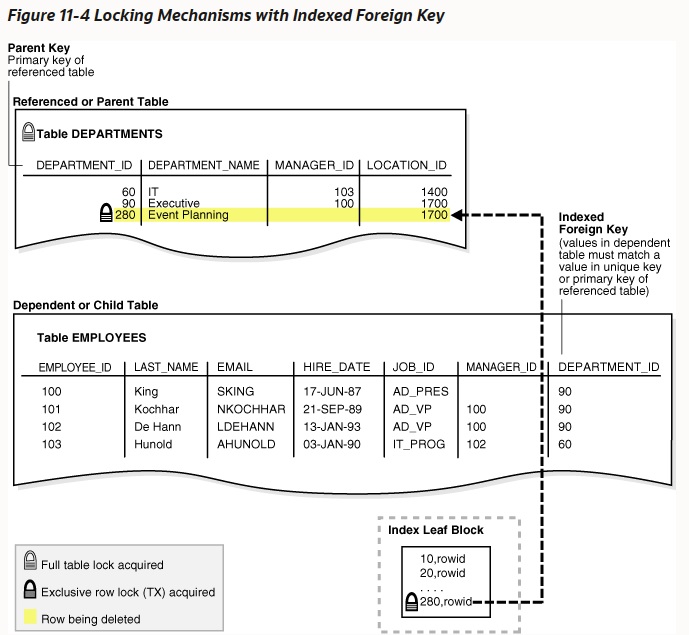 Figure 11-4 Locking Mechanisms with Indexed Foreign Key
Parent Key
Primary key of
referenced table
Referenced or Parent Table
Table DEPARTMENTS
DEPARTMENT_ID DEPARTMENT_NAME MANAGER_ID LOCATION_ID
60 IT 103 1400
90 Executive 100 1700
280 Event Planning 1700
Indexed
Foreign Key
(values in dependent
table must match a
value in unique key
or primary key of
referenced table)
Dependent or Child Table
Table EMPLOYEES
EMPLOYEE_ID LAST_NAME EMAIL HIRE_DATE JOB_ID MANAGER_ID DEPARTMENT_ID
100 King SKING 17-JUN-87 AD_PRES 90
101 Kochhar NKOCHHAR 21-SEP-89 AD_VP 100 90
102 De Hann LDEHANN 13-JAN-93 AD_VP 100 90
103 Hunold AHUNOLD 03-JAN-90 IT_PROG 102 60
Index Leaf Block
10,rowid
20,rowid
. . . .
280,rowid
Full table lock acquired
Exclusive row lock (TX) acquired
Row being deleted